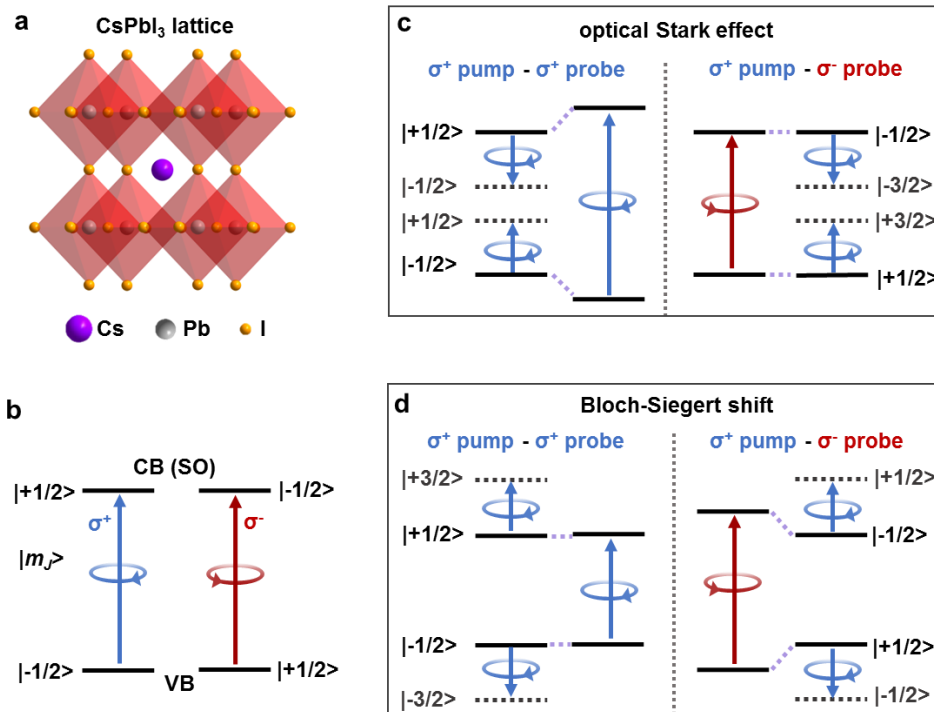 a
CsPbI₃ lattice
Cs Pb I
b
CB (SO)
|+1/2> |-1/2>
σ⁺ σ⁻
|m_J>
|-1/2> |+1/2>
VB
c
optical Stark effect
σ⁺ pump - σ⁺ probe
|+1/2>
|-1/2>
|+1/2>
|-1/2>
σ⁺ pump - σ⁻ probe
|-1/2>
|-3/2>
|+3/2>
|+1/2>
d
Bloch-Siegert shift
σ⁺ pump - σ⁺ probe
|+3/2>
|+1/2>
|-1/2>
|-3/2>
σ⁺ pump - σ⁻ probe
|+1/2>
|-1/2>
|+1/2>
|-1/2>